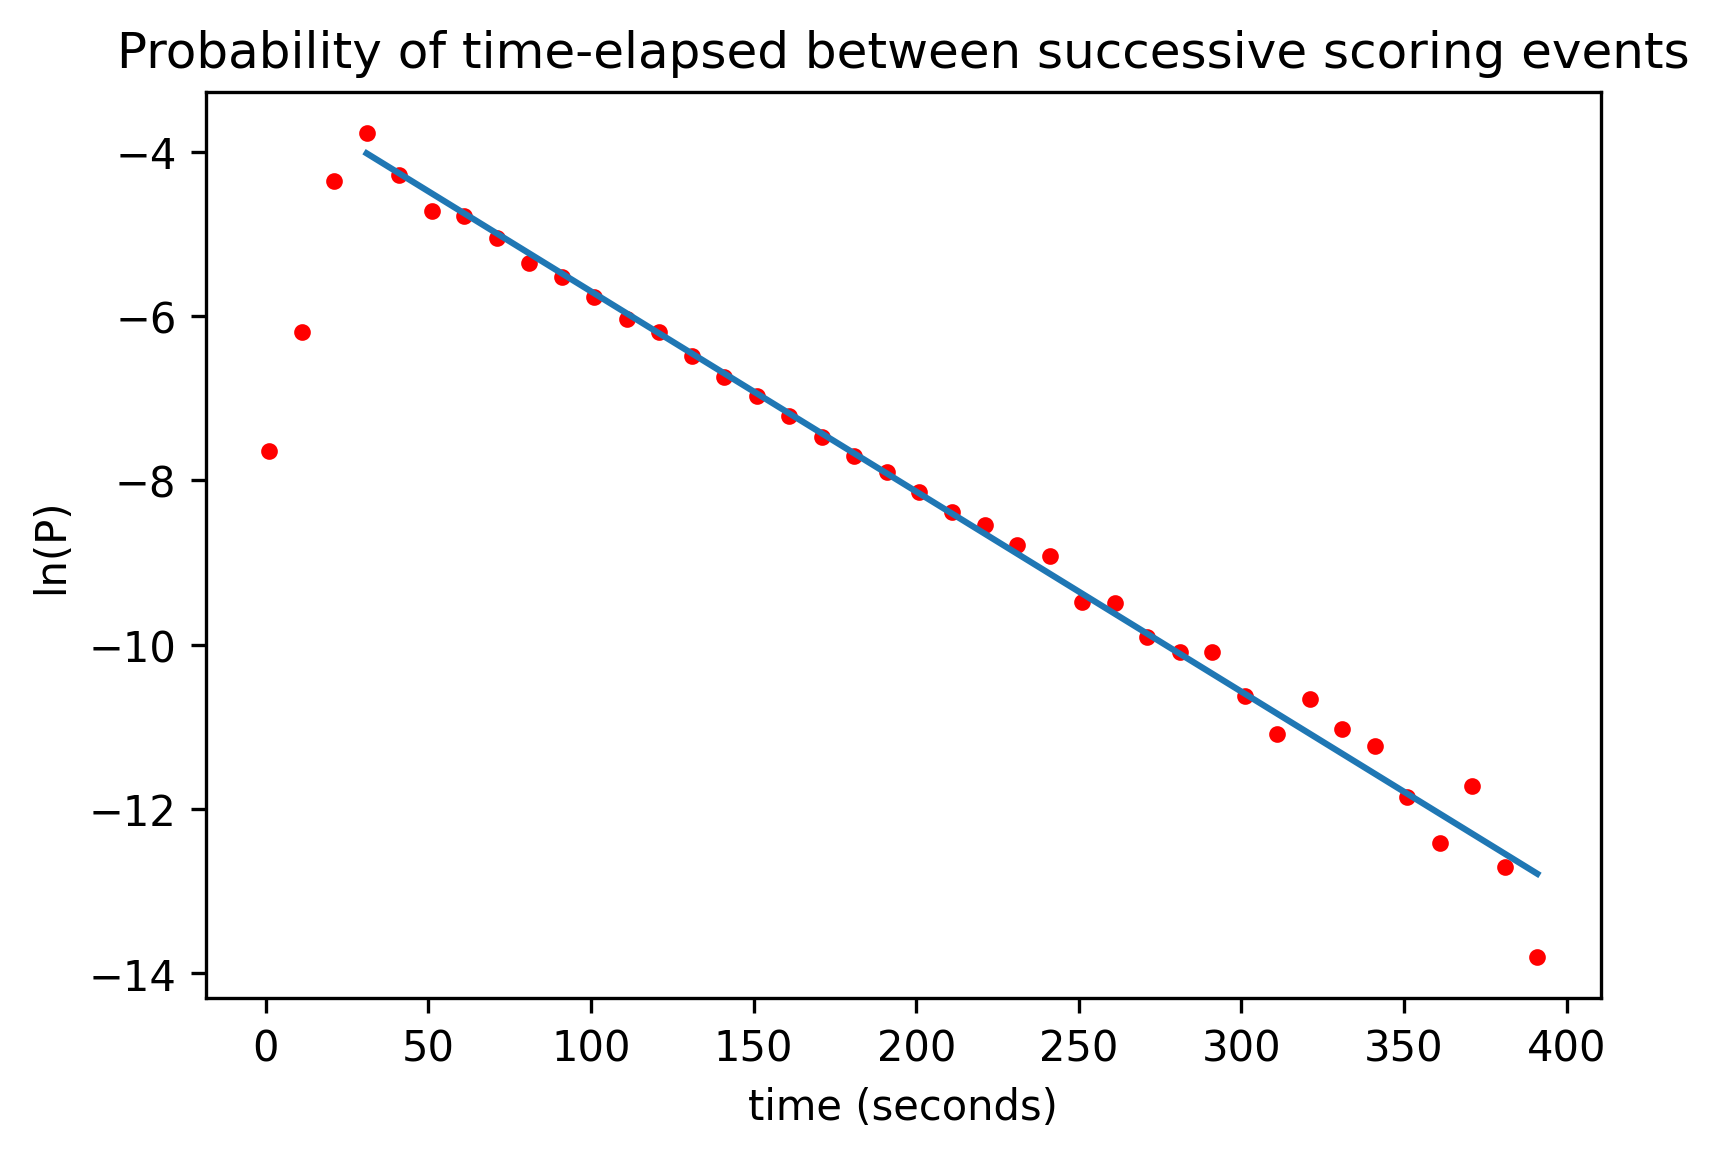 Probability of time-elapsed between successive scoring events
−4
−6
−8
−10
−12
−14
ln(P)
0 50 100 150 200 250 300 350 400
time (seconds)